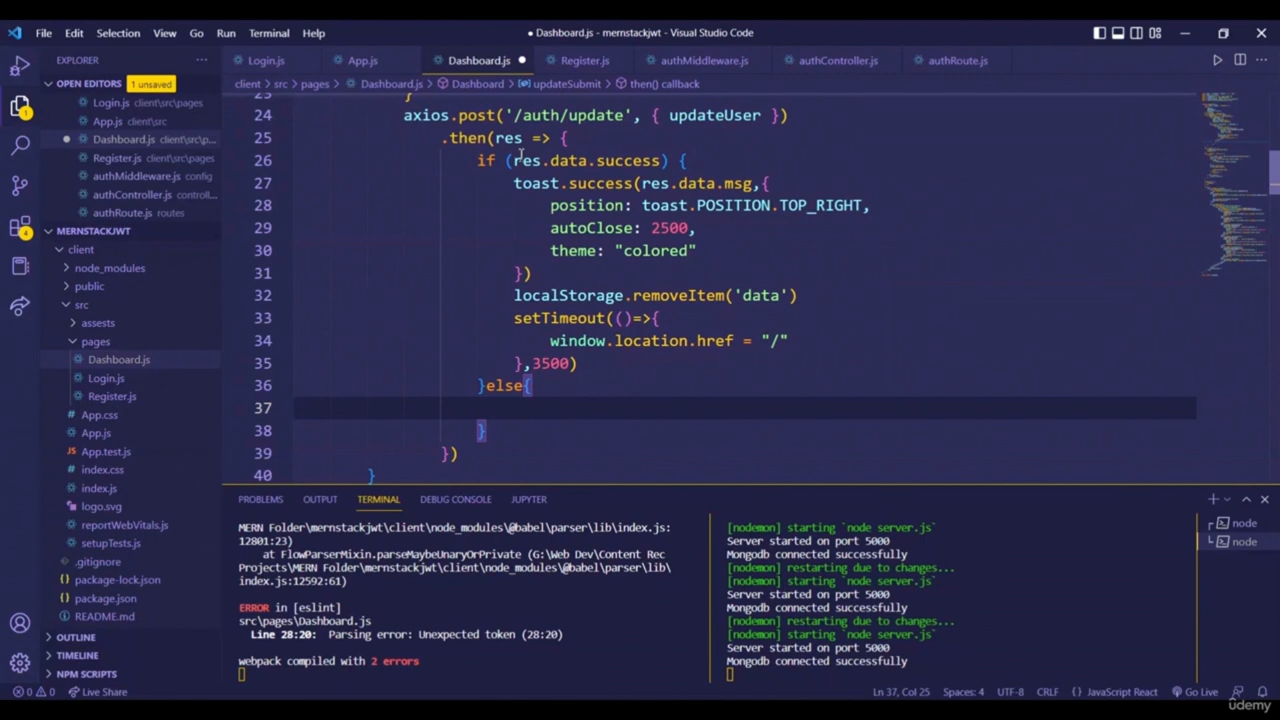 File Edit Selection View Go Run Terminal Help
● Dashboard.js - mernstackjwt - Visual Studio Code
EXPLORER
Login.js App.js Dashboard.js Register.js authMiddleware.js authController.js authRoute.js
client > src > pages > Dashboard.js > Dashboard > updateSubmit > then() callback
OPEN EDITORS 1 unsaved
Login.js client\src\pages
App.js client\src
Dashboard.js client\src\p...
Register.js client\src\pages
authMiddleware.js config
authController.js controll...
authRoute.js routes
MERNSTACKJWT
client
node_modules
public
src
assests
pages
Dashboard.js
Login.js
Register.js
App.css
App.js
App.test.js
index.css
index.js
logo.svg
reportWebVitals.js
setupTests.js
.gitignore
package-lock.json
package.json
README.md
OUTLINE
TIMELINE
NPM SCRIPTS
23 }
24 axios.post('/auth/update', { updateUser })
25 .then(res => {
26 if (res.data.success) {
27 toast.success(res.data.msg,{
28 position: toast.POSITION.TOP_RIGHT,
29 autoClose: 2500,
30 theme: "colored"
31 })
32 localStorage.removeItem('data')
33 setTimeout(()=>{
34 window.location.href = "/"
35 },3500)
36 }else{
37
38 }
39 })
40 }
PROBLEMS OUTPUT TERMINAL DEBUG CONSOLE JUPYTER
MERN Folder\mernstackjwt\client\node_modules\@babel\parser\lib\index.js:
12801:23)
at FlowParserMixin.parseMaybeUnaryOrPrivate (G:\Web Dev\Content Rec
Projects\MERN Folder\mernstackjwt\client\node_modules\@babel\parser\lib\
index.js:12592:61)
ERROR in [eslint]
src\pages\Dashboard.js
Line 28:20: Parsing error: Unexpected token (28:20)
webpack compiled with 2 errors
[nodemon] starting `node server.js`
Server started on port 5000
Mongodb connected successfully
[nodemon] restarting due to changes...
[nodemon] starting `node server.js`
Server started on port 5000
Mongodb connected successfully
[nodemon] restarting due to changes...
[nodemon] starting `node server.js`
Server started on port 5000
Mongodb connected successfully
node
node
0 0 Live Share
Ln 37, Col 25 Spaces: 4 UTF-8 CRLF {} JavaScript React Go Live
udemy